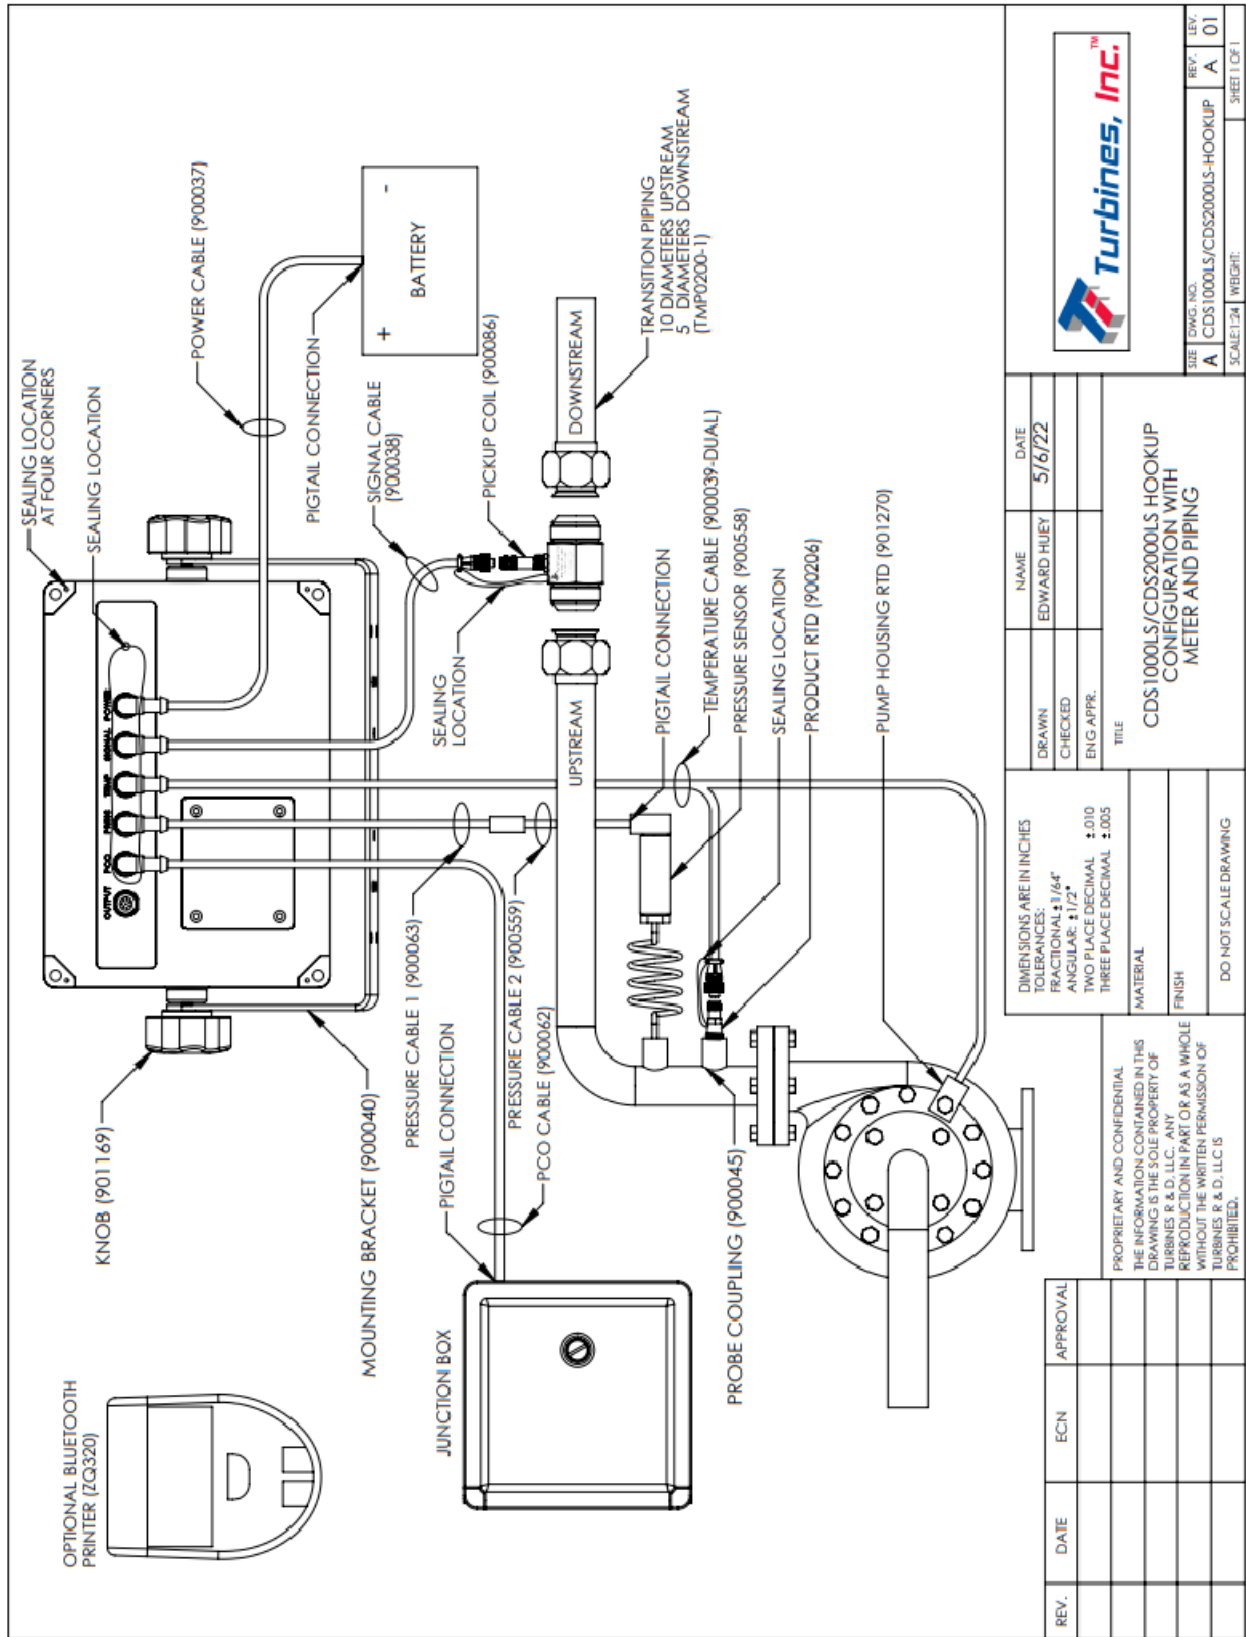 OPTIONAL BLUETOOTH
PRINTER (ZQ320)
KNOB (901169)
MOUNTING BRACKET (900040)
SEALING LOCATION
AT FOUR CORNERS
SEALING LOCATION
POWER CABLE (900037)
OUTPUT
PCO
PRESS
TEMP
SIGNAL
POWER
PIGTAIL CONNECTION
+
-
BATTERY
SIGNAL CABLE
(900038)
PICKUP COIL (900086)
SEALING
LOCATION
PRESSURE CABLE 1 (900063)
PIGTAIL CONNECTION
PRESSURE CABLE 2 (900559)
PCO CABLE (900062)
JUNCTION BOX
UPSTREAM
DOWNSTREAM
TRANSITION PIPING
10 DIAMETERS UPSTREAM
5 DIAMETERS DOWNSTREAM
(TMP0200-1)
PIGTAIL CONNECTION
TEMPERATURE CABLE (900039-DUAL)
PRESSURE SENSOR (900558)
SEALING LOCATION
PRODUCT RTD (900206)
PUMP HOUSING RTD (901270)
PROBE COUPLING (900045)
REV.
DATE
ECN
APPROVAL
PROPRIETARY AND CONFIDENTIAL
THE INFORMATION CONTAINED IN THIS
DRAWING IS THE SOLE PROPERTY OF
TURBINES R & D, LLC. ANY
REPRODUCTION IN PART OR AS A WHOLE
WITHOUT THE WRITTEN PERMISSION OF
TURBINES R & D, LLC IS
PROHIBITED.
DIMENSIONS ARE IN INCHES
TOLERANCES:
FRACTIONAL ± 1/64"
ANGULAR: ± 1/2°
TWO PLACE DECIMAL ±.010
THREE PLACE DECIMAL ±.005
MATERIAL
FINISH
DO NOT SCALE DRAWING
NAME
DATE
DRAWN
EDWARD HUEY
5/6/22
CHECKED
ENG APPR.
TITLE
CDS1000LS/CDS2000LS HOOKUP
CONFIGURATION WITH
METER AND PIPING
Turbines, Inc.™
SIZE
A
DWG. NO.
CDS1000LS/CDS2000LS-HOOKUP
REV.
A
LEV.
01
SCALE:1:24
WEIGHT:
SHEET 1 OF 1